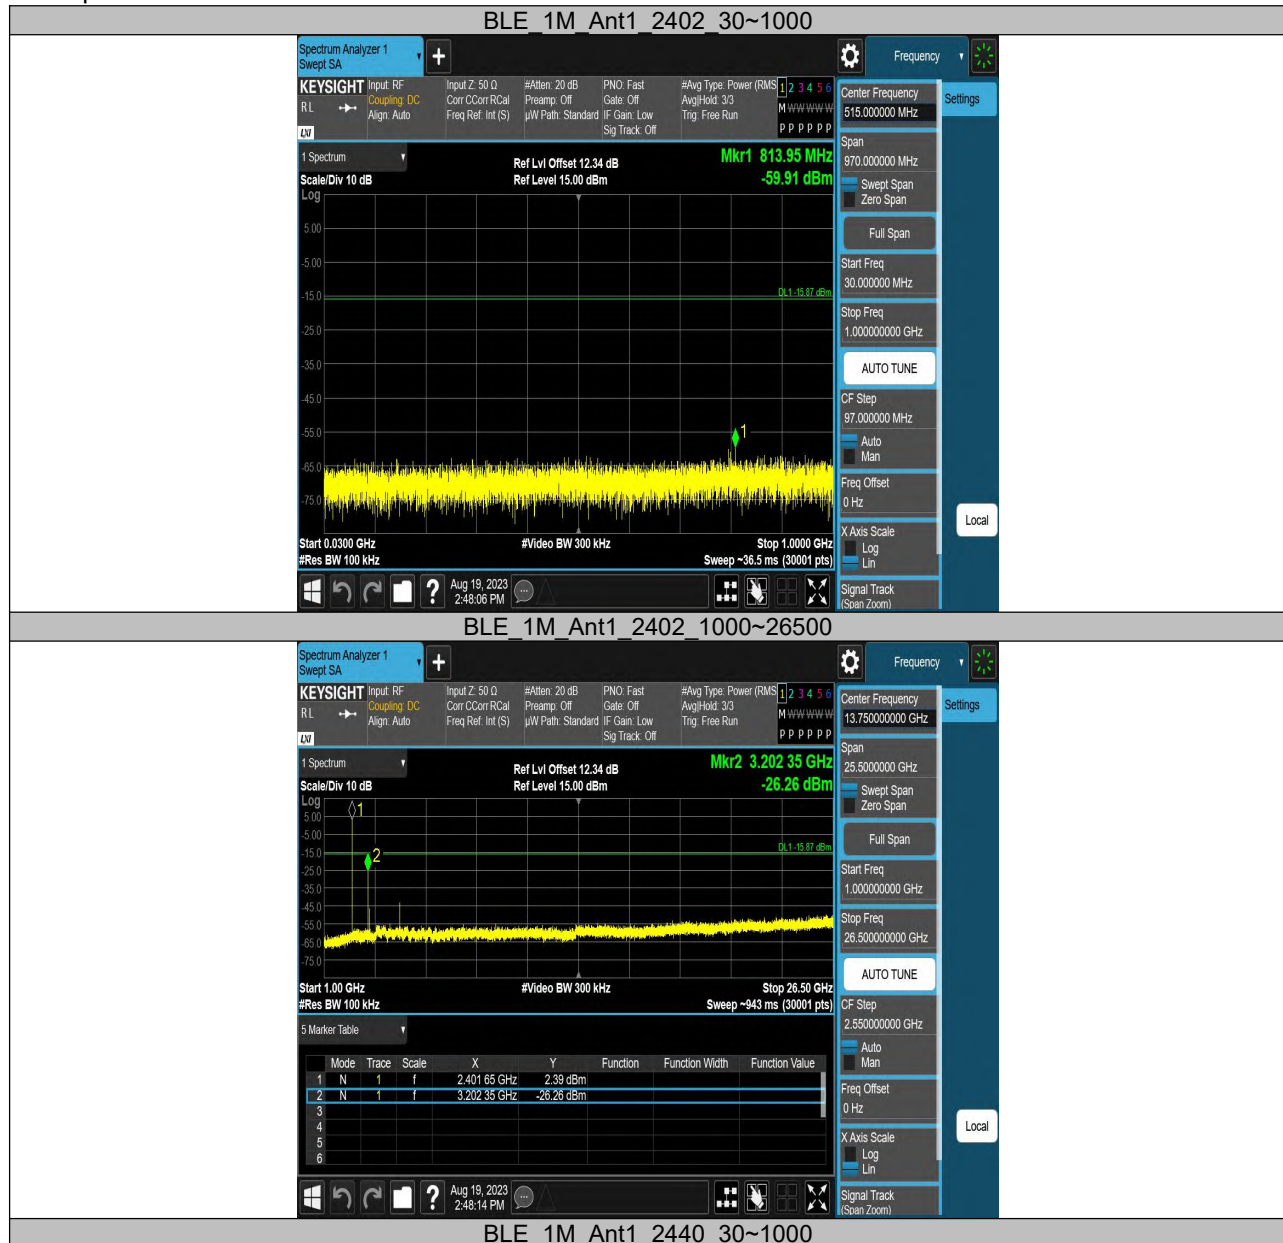 BLE_1M_Ant1_2402_30~1000
Spectrum Analyzer 1
Swept SA
+
Frequency
KEYSIGHT
RL
LXI
Input: RF
Coupling: DC
Align: Auto
Input Z: 50 Ω
Corr CCorr RCal
Freq Ref: Int (S)
#Atten: 20 dB
Preamp: Off
µW Path: Standard
PNO: Fast
Gate: Off
IF Gain: Low
Sig Track: Off
#Avg Type: Power (RMS
Avg|Hold: 3/3
Trig: Free Run
1 2 3 4 5 6
M W W W W W
P P P P P P
1 Spectrum
Scale/Div 10 dB
Ref Lvl Offset 12.34 dB
Ref Level 15.00 dBm
Mkr1 813.95 MHz
-59.91 dBm
Log
5.00
-5.00
-15.0
-25.0
-35.0
-45.0
-55.0
-65.0
-75.0
DL1 -15.87 dBm
1
Start 0.0300 GHz
#Res BW 100 kHz
#Video BW 300 kHz
Stop 1.0000 GHz
Sweep ~36.5 ms (30001 pts)
Aug 19, 2023
2:48:06 PM
Center Frequency
515.000000 MHz
Span
970.000000 MHz
Swept Span
Zero Span
Full Span
Start Freq
30.000000 MHz
Stop Freq
1.000000000 GHz
AUTO TUNE
CF Step
97.000000 MHz
Auto
Man
Freq Offset
0 Hz
X Axis Scale
Log
Lin
Signal Track
(Span Zoom)
Settings
Local
BLE_1M_Ant1_2402_1000~26500
Spectrum Analyzer 1
Swept SA
+
Frequency
KEYSIGHT
RL
LXI
Input: RF
Coupling: DC
Align: Auto
Input Z: 50 Ω
Corr CCorr RCal
Freq Ref: Int (S)
#Atten: 20 dB
Preamp: Off
µW Path: Standard
PNO: Fast
Gate: Off
IF Gain: Low
Sig Track: Off
#Avg Type: Power (RMS
Avg|Hold: 3/3
Trig: Free Run
1 2 3 4 5 6
M W W W W W
P P P P P P
1 Spectrum
Scale/Div 10 dB
Ref Lvl Offset 12.34 dB
Ref Level 15.00 dBm
Mkr2 3.202 35 GHz
-26.26 dBm
Log
5.00
-5.00
-15.0
-25.0
-35.0
-45.0
-55.0
-65.0
-75.0
1
2
DL1 -15.87 dBm
Start 1.00 GHz
#Res BW 100 kHz
#Video BW 300 kHz
Stop 26.50 GHz
Sweep ~943 ms (30001 pts)
5 Marker Table
Mode Trace Scale X Y Function Function Width Function Value
1 N 1 f 2.401 65 GHz 2.39 dBm
2 N 1 f 3.202 35 GHz -26.26 dBm
3
4
5
6
Aug 19, 2023
2:48:14 PM
Center Frequency
13.750000000 GHz
Span
25.5000000 GHz
Swept Span
Zero Span
Full Span
Start Freq
1.000000000 GHz
Stop Freq
26.500000000 GHz
AUTO TUNE
CF Step
2.550000000 GHz
Auto
Man
Freq Offset
0 Hz
X Axis Scale
Log
Lin
Signal Track
(Span Zoom)
Settings
Local
BLE_1M_Ant1_2440_30~1000